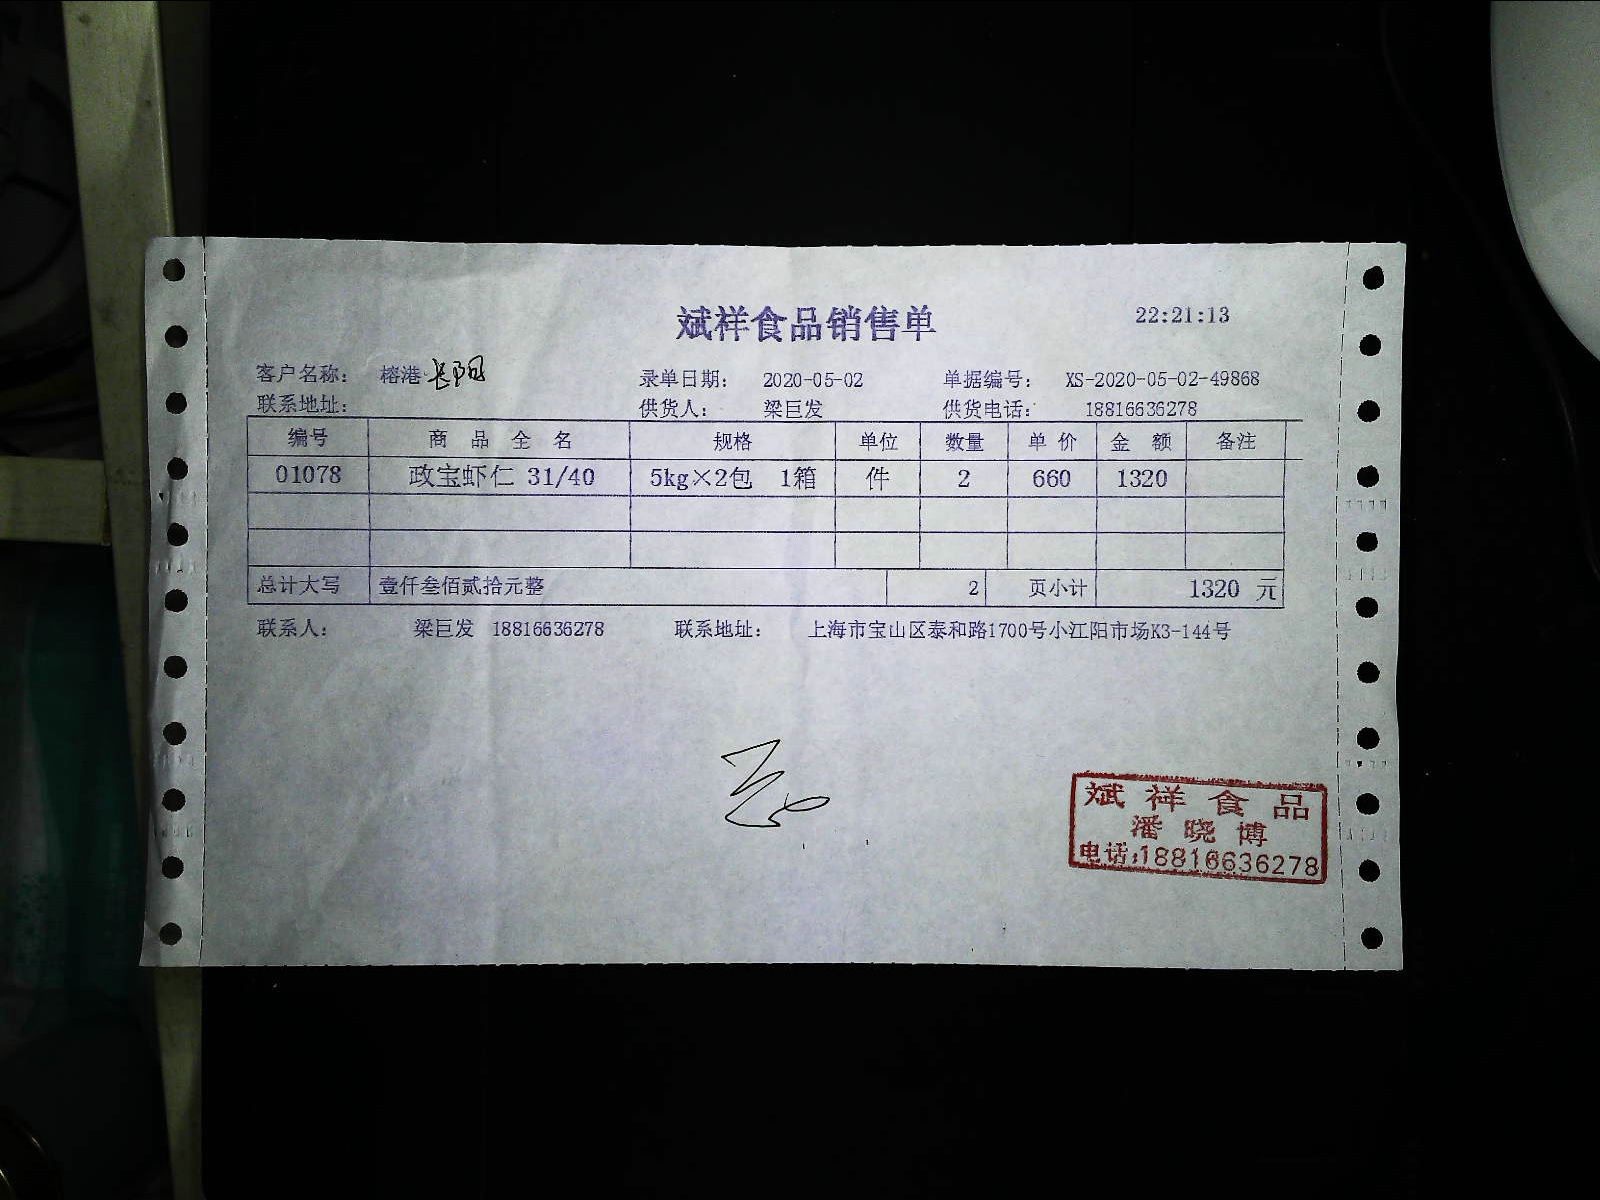 斌祥食品销售单 22:21:13
客户名称: 榕港 长阳 录单日期: 2020-05-02 单据编号: XS-2020-05-02-49868
联系地址: 供货人: 梁巨发 供货电话: 18816636278
编号 商品全名 规格 单位 数量 单价 金额 备注
01078 政宝虾仁 31/40 5kg×2包 1箱 件 2 660 1320
总计大写 壹仟叁佰贰拾元整 2 页小计 1320 元
联系人: 梁巨发 18816636278 联系地址: 上海市宝山区泰和路1700号小江阳市场K3-144号
斌祥食品
潘晓博
电话:18816636278